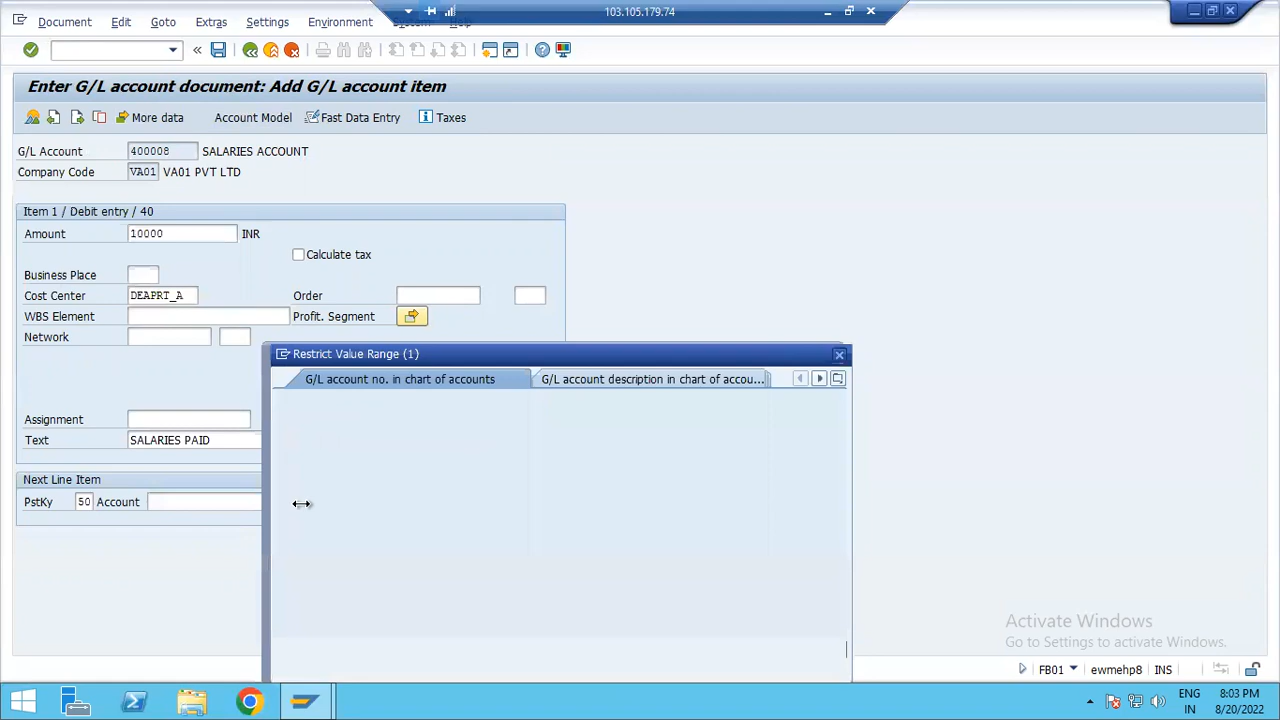 103.105.179.74
Document Edit Goto Extras Settings Environment System Help
Enter G/L account document: Add G/L account item
More data Account Model Fast Data Entry Taxes
G/L Account 400008 SALARIES ACCOUNT
Company Code VA01 VA01 PVT LTD
Item 1 / Debit entry / 40
Amount 10000 INR
Calculate tax
Business Place
Cost Center DEAPRT_A Order
WBS Element Profit. Segment
Network
Restrict Value Range (1)
G/L account no. in chart of accounts G/L account description in chart of accou...
Assignment
Text SALARIES PAID
Next Line Item
PstKy 50 Account
Activate Windows
Go to Settings to activate Windows.
FB01 ewmehp8 INS
ENG 8:03 PM
IN 8/20/2022